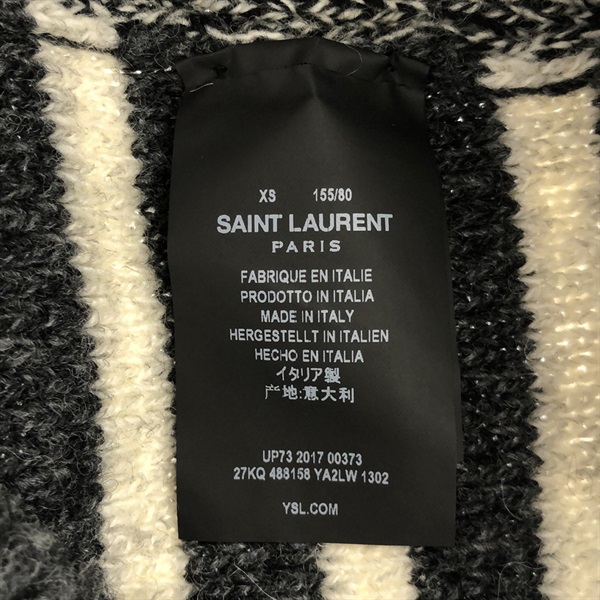 XS 155/80
SAINT LAURENT
PARIS
FABRIQUE EN ITALIE
PRODOTTO IN ITALIA
MADE IN ITALY
HERGESTELLT IN ITALIEN
HECHO EN ITALIA
イタリア製
产地:意大利
UP73 2017 00373
27KQ 488158 YA2LW 1302
YSL.COM